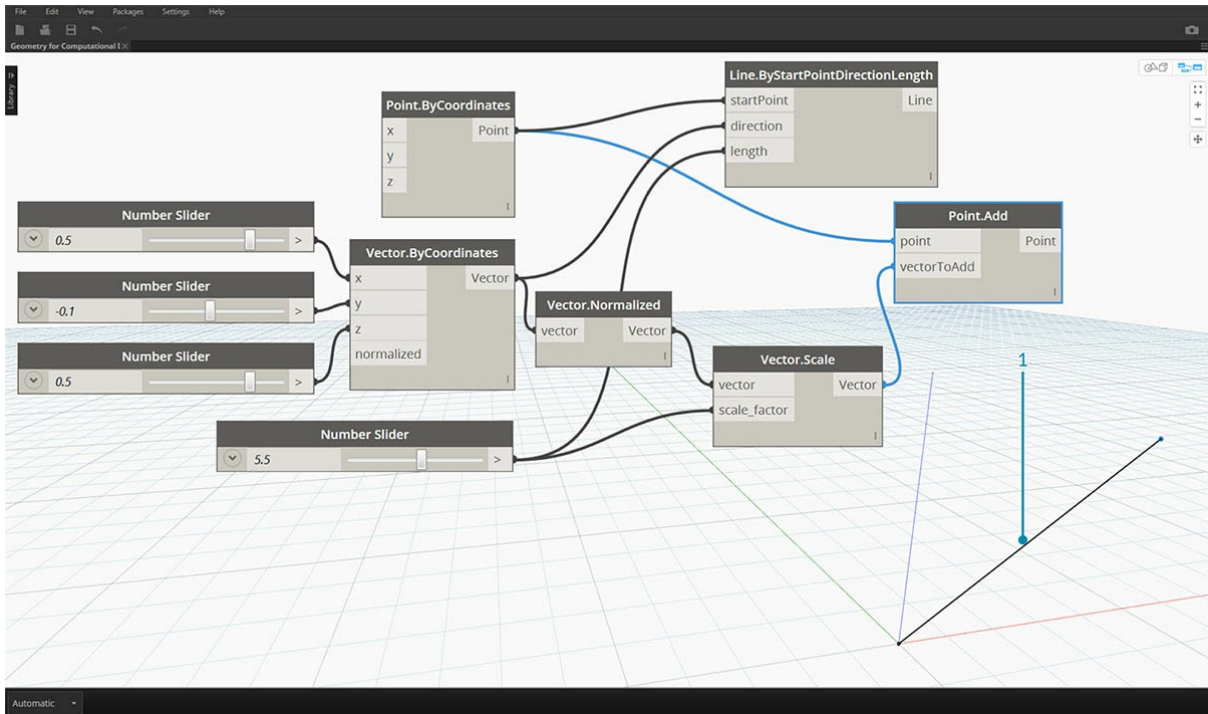 File Edit View Packages Settings Help
Geometry for Computational
Library
Point.ByCoordinates
x Point
y
z
Line.ByStartPointDirectionLength
startPoint Line
direction
length
Number Slider
0.5 >
Number Slider
-0.1 >
Number Slider
0.5 >
Vector.ByCoordinates
x Vector
y
z
normalized
Vector.Normalized
vector Vector
Point.Add
point Point
vectorToAdd
Vector.Scale
vector Vector
scale_factor
Number Slider
5.5 >
1
Automatic